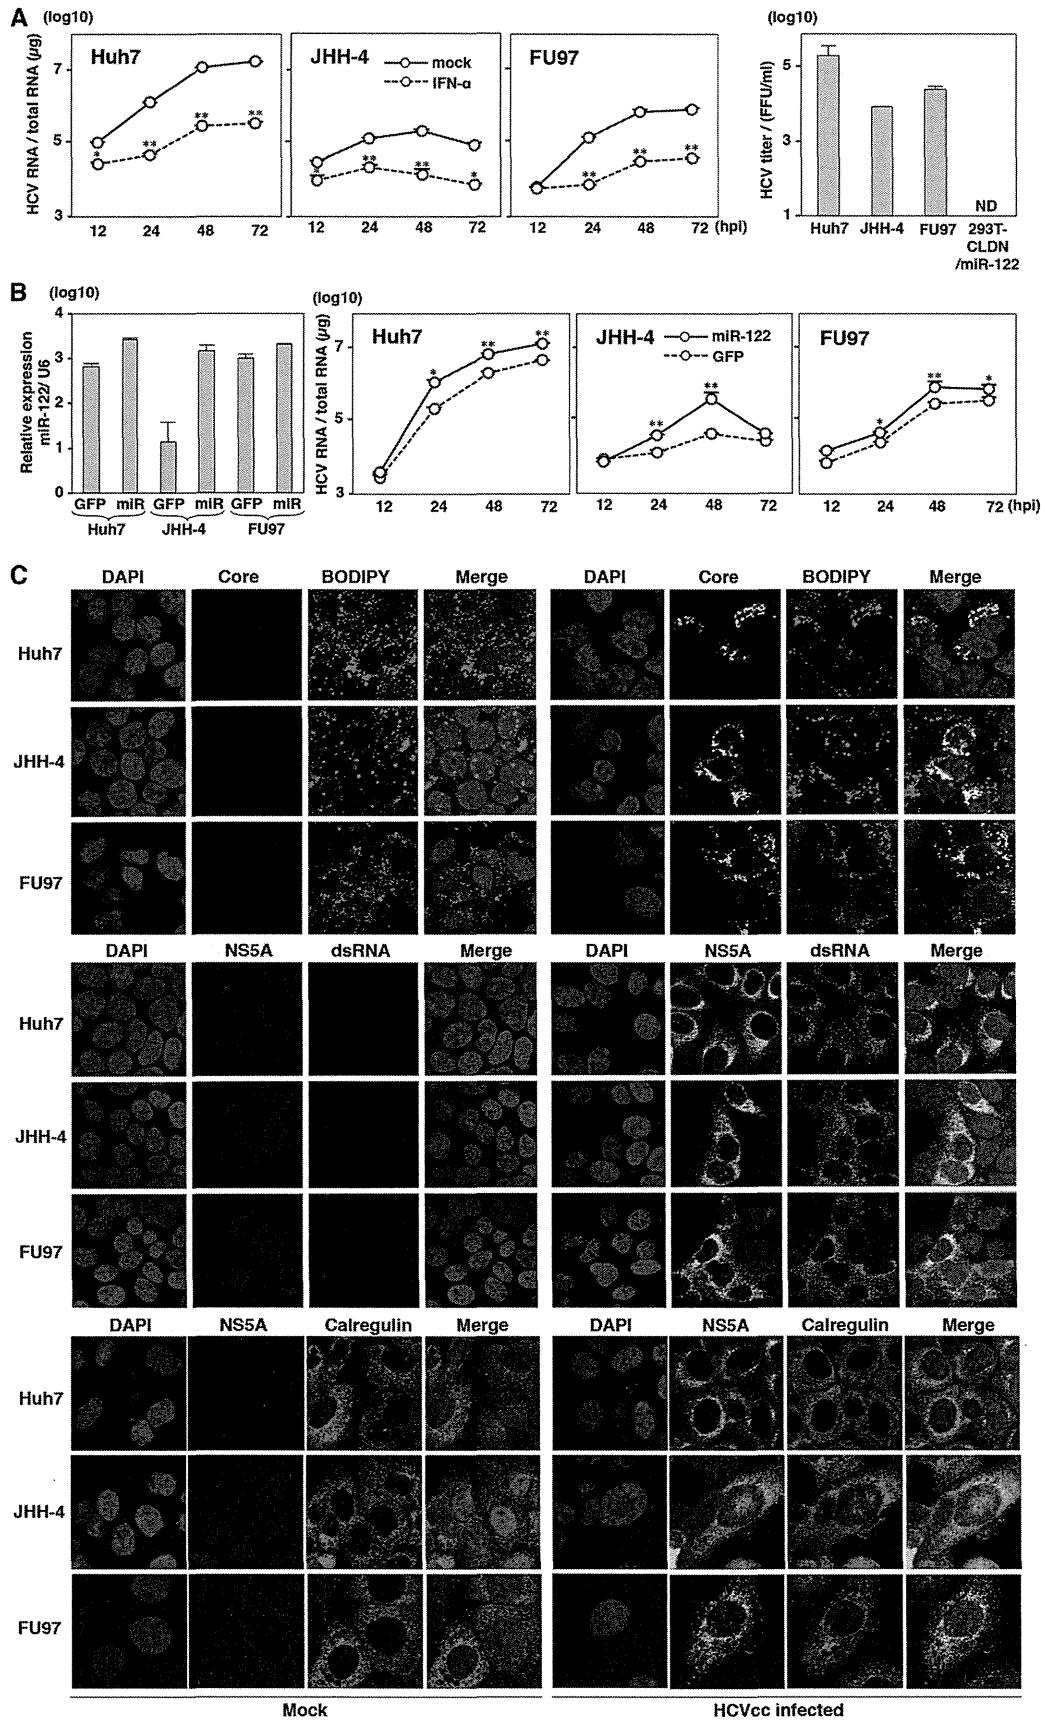 A
(log10)
HCV RNA / total RNA (μg)
7
5
3
Huh7
12 24 48 72
JHH-4
mock
IFN-α
12 24 48 72
FU97
12 24 48 72 (hpi)
* ** ** **
* ** ** *
** ** **
(log10)
HCV titer / (FFU/ml)
5
3
1
ND
Huh7 JHH-4 FU97 293T-
CLDN
/miR-122
B
(log10)
Relative expression
miR-122/ U6
4
3
2
1
0
GFP miR GFP miR GFP miR
Huh7 JHH-4 FU97
(log10)
HCV RNA / total RNA (μg)
7
5
3
Huh7
* ** **
12 24 48 72
JHH-4
miR-122
GFP
** **
12 24 48 72
FU97
* ** *
12 24 48 72 (hpi)
C
DAPI Core BODIPY Merge DAPI Core BODIPY Merge
Huh7
JHH-4
FU97
DAPI NS5A dsRNA Merge DAPI NS5A dsRNA Merge
Huh7
JHH-4
FU97
DAPI NS5A Calregulin Merge DAPI NS5A Calregulin Merge
Huh7
JHH-4
FU97
Mock HCVcc infected